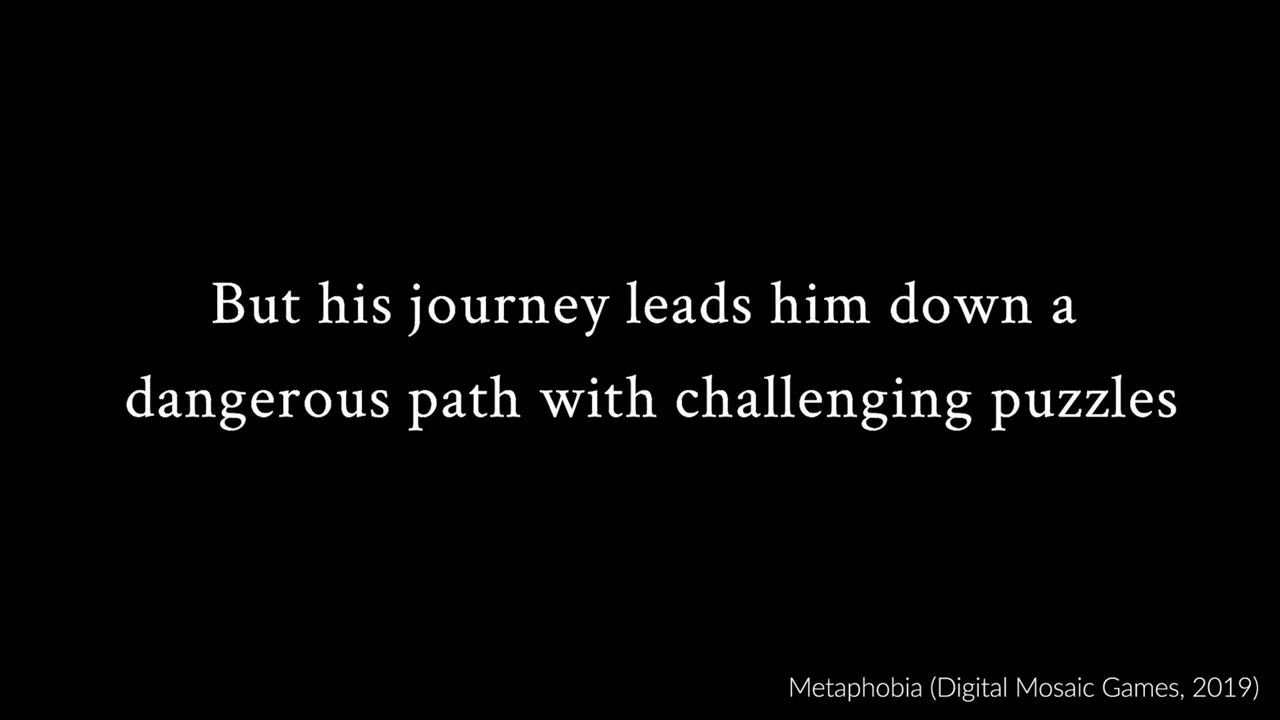 But his journey leads him down a
dangerous path with challenging puzzles
Metaphobia (Digital Mosaic Games, 2019)